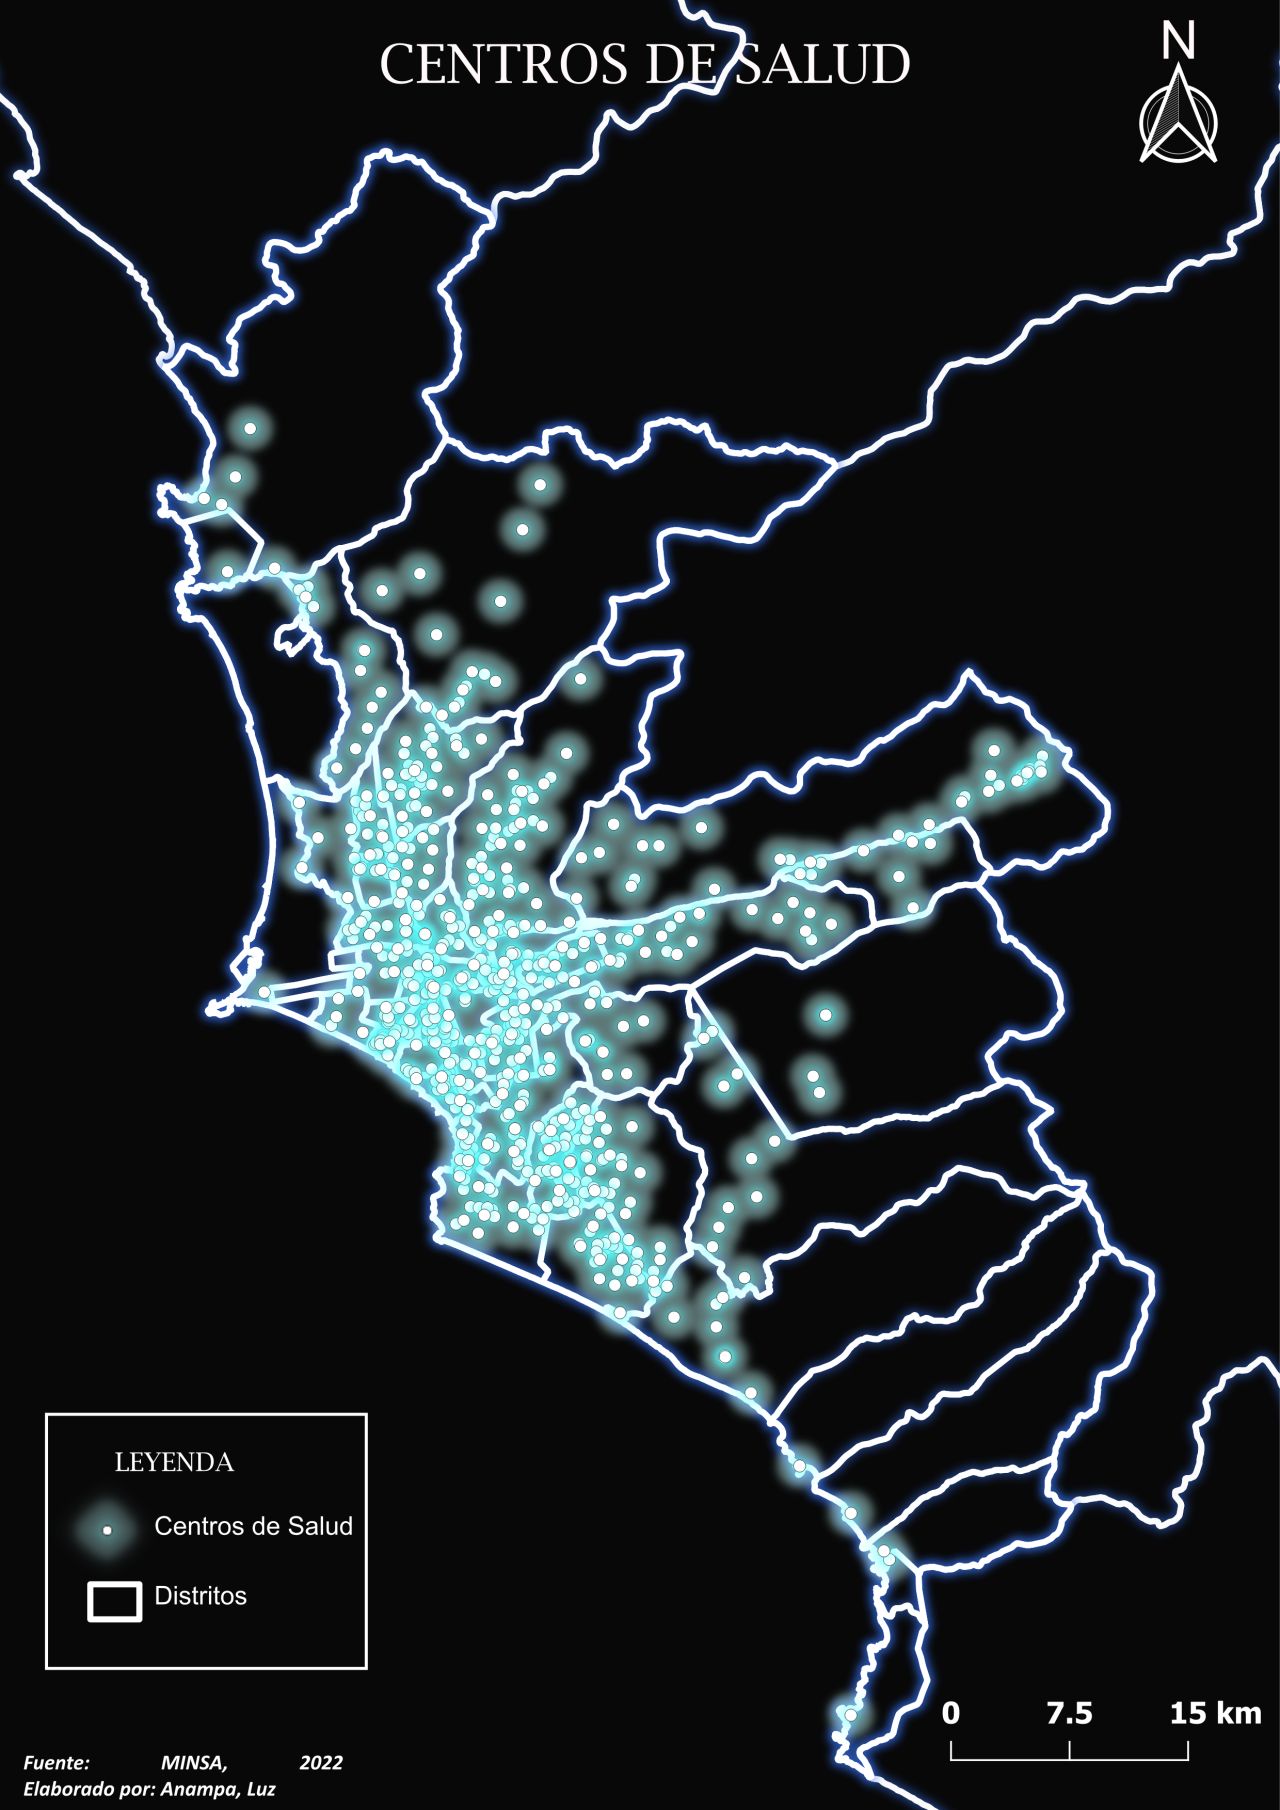 CENTROS DE SALUD
N
LEYENDA
Centros de Salud
Distritos
0 7.5 15 km
Fuente: MINSA, 2022
Elaborado por: Anampa, Luz